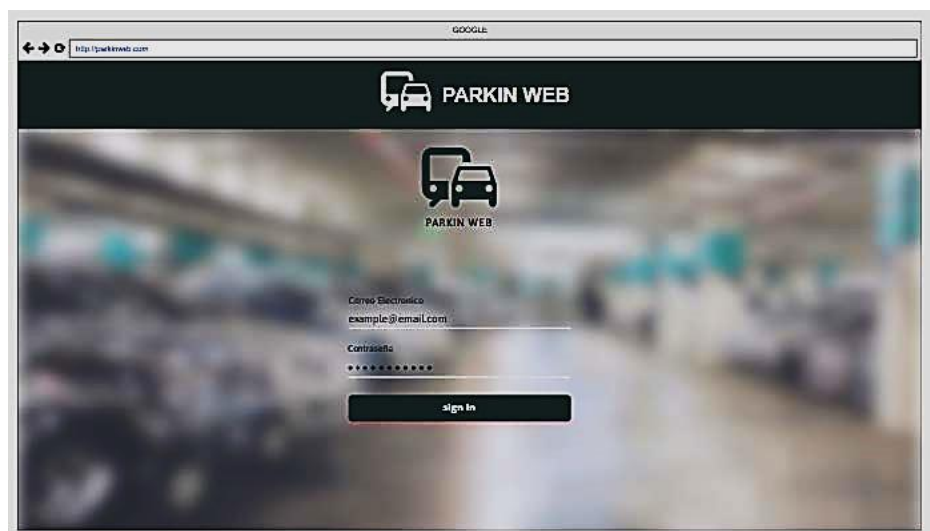 GOOGLE
http://parkinweb.com
PARKIN WEB
PARKIN WEB
Correo Electronico
example@email.com
Contraseña
sign in